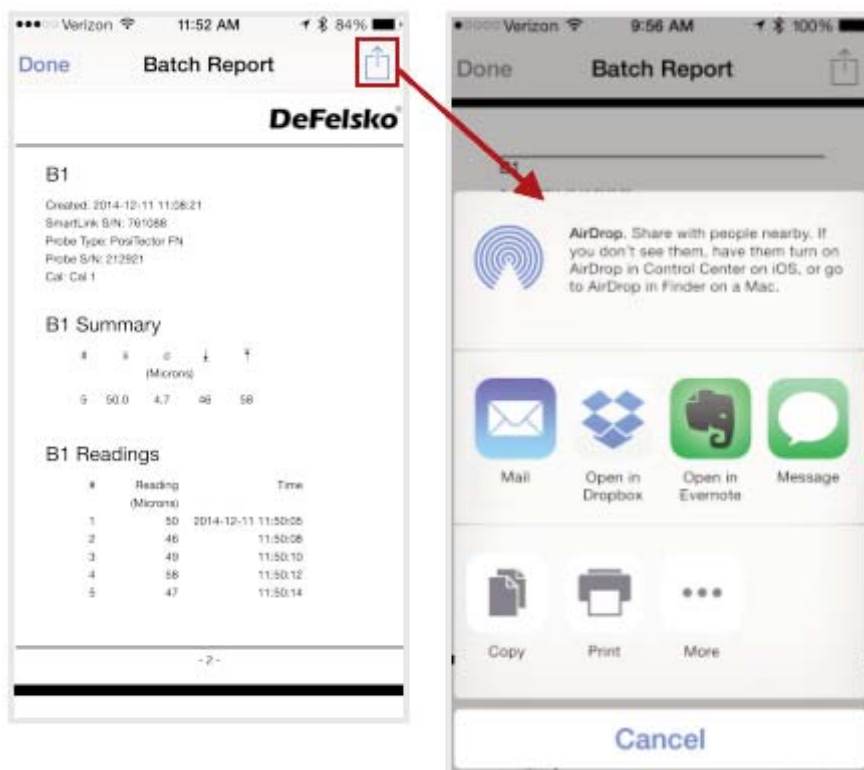 Verizon 11:52 AM 84%
Done Batch Report
DeFelsko
B1
Created: 2014-12-11 11:08:21
SmartLink S/N: 761088
Probe Type: PosiTector FN
Probe S/N: 212921
Cal: Cal 1
B1 Summary
#
(Microns)
5 50.0 4.7 46 58
B1 Readings
# Reading Time
(Microns)
1 50 2014-12-11 11:50:05
2 46 11:50:08
3 49 11:50:10
4 58 11:50:12
5 47 11:50:14
- 2 -
Verizon 9:56 AM 100%
Done Batch Report
B1
AirDrop. Share with people nearby. If
you don't see them, have them turn on
AirDrop in Control Center on iOS, or go
to AirDrop in Finder on a Mac.
Mail
Open in
Dropbox
Open in
Evernote
Message
Copy
Print
More
Cancel